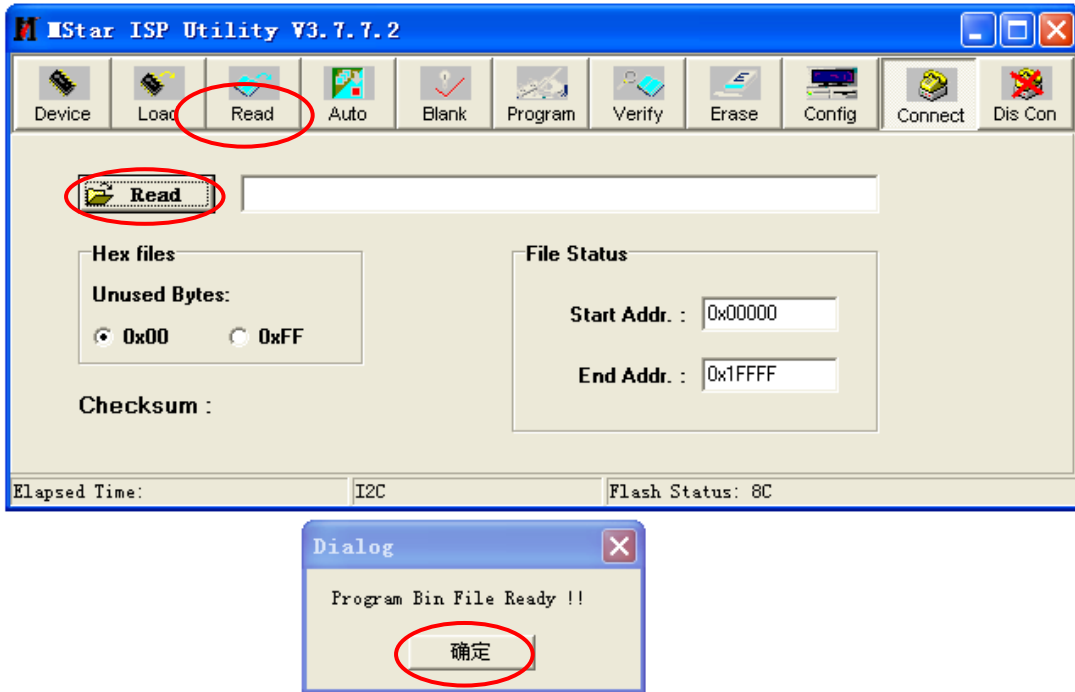 MStar ISP Utility V3.7.7.2
Device Load Read Auto Blank Program Verify Erase Config Connect Dis Con
Read
Hex files
Unused Bytes:
0x00 0xFF
Checksum :
File Status
Start Addr. : 0x00000
End Addr. : 0x1FFFF
Elapsed Time: I2C Flash Status: 8C
Dialog
Program Bin File Ready !!
确定